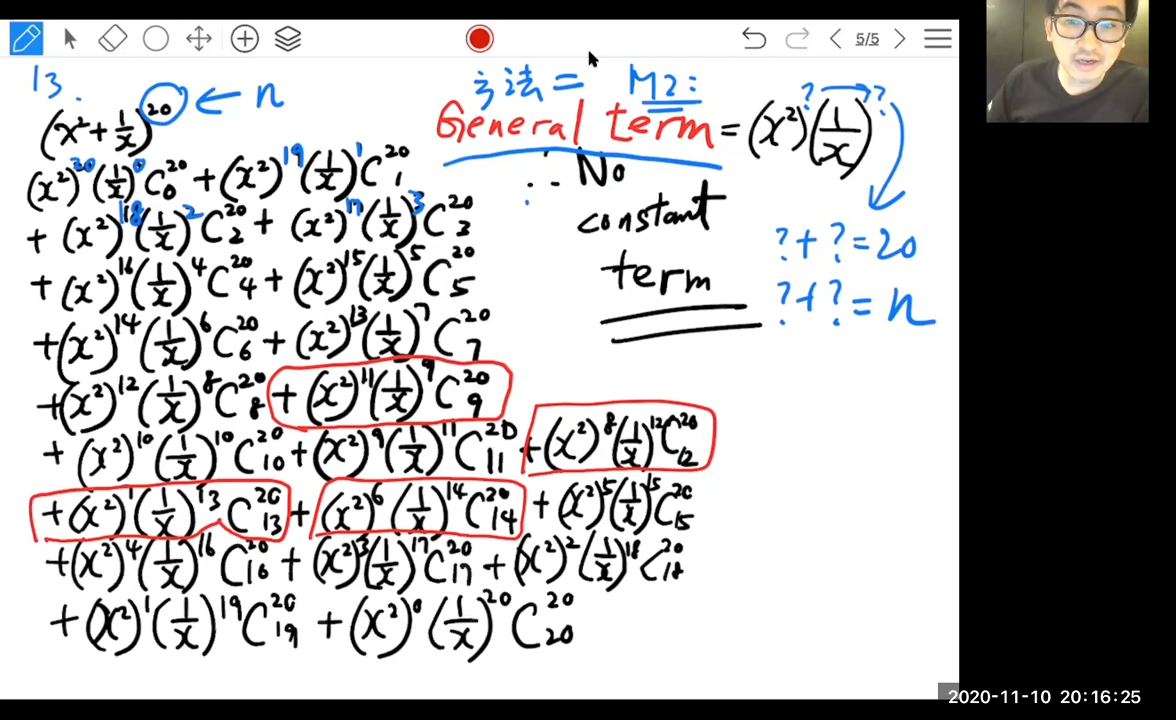 5/5
13.
(x²+1/x)²⁰ ← n
方法= M2:
General term = (x²)^? (1/x)^?
(x²)²⁰(1/x)⁰C²⁰₀ + (x²)¹⁹(1/x)¹C²⁰₁
+ (x²)¹⁸(1/x)²C²⁰₂ + (x²)¹⁷(1/x)³C²⁰₃
+ (x²)¹⁶(1/x)⁴C²⁰₄ + (x²)¹⁵(1/x)⁵C²⁰₅
+ (x²)¹⁴(1/x)⁶C²⁰₆ + (x²)¹³(1/x)⁷C²⁰₇
+ (x²)¹²(1/x)⁸C²⁰₈ + (x²)¹¹(1/x)⁹C²⁰₉
+ (x²)¹⁰(1/x)¹⁰C²⁰₁₀ + (x²)⁹(1/x)¹¹C²⁰₁₁ + (x²)⁸(1/x)¹²C²⁰₁₂
+ (x²)¹(1/x)¹³C²⁰₁₃ + (x²)⁶(1/x)¹⁴C²⁰₁₄ + (x²)⁵(1/x)¹⁵C²⁰₁₅
+ (x²)⁴(1/x)¹⁶C²⁰₁₆ + (x²)³(1/x)¹⁷C²⁰₁₇ + (x²)²(1/x)¹⁸C²⁰₁₈
+ (x²)¹(1/x)¹⁹C²⁰₁₉ + (x²)⁰(1/x)²⁰C²⁰₂₀
∴ No
constant
term
?+?=20
?+?=n
2020-11-10 20:16:25